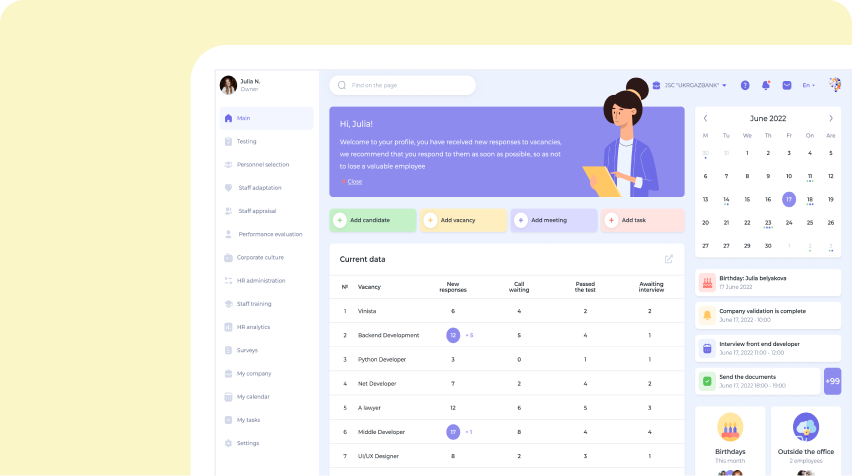 Julia N.
Owner
Find on the page
JSC "UKRGAZBANK"
?
En
Main
Testing
Personnel selection
Staff adaptation
Staff appraisal
Performance evaluation
Corporate culture
HR administration
Staff training
HR analytics
Surveys
My company
My calendar
My tasks
Settings
Hi, Julia!
Welcome to your profile, you have received new responses to vacancies,
we recommend that you respond to them as soon as possible, so as not
to lose a valuable employee
Close
+ Add candidate
+ Add vacancy
+ Add meeting
+ Add task
Current data
№ Vacancy New responses Call waiting Passed the test Awaiting interview
1 Vinista 6 4 2 2
2 Backend Development 12 + 5 5 4 1
3 Python Developer 3 0 1 1
4 Net Developer 7 2 4 2
5 A lawyer 12 6 5 3
6 Middle Developer 17 + 1 8 4 4
7 UI/UX Designer 8 2 3 1
June 2022
M Tu We Th Fr On Are
30 31 1 2 3 4 5
6 7 8 9 10 11 12
13 14 15 16 17 18 19
20 21 22 23 24 25 26
27 27 29 30 1 2 3
Birthday: Julia belyakova
17 June 2022
Company validation is complete
June 17, 2022 - 10:00
Interview front end developer
June 17, 2022 11:00 - 12:00
Send the documents
June 17, 2022 18:00 - 19:00
+99
Birthdays
This month
Outside the office
2 employees